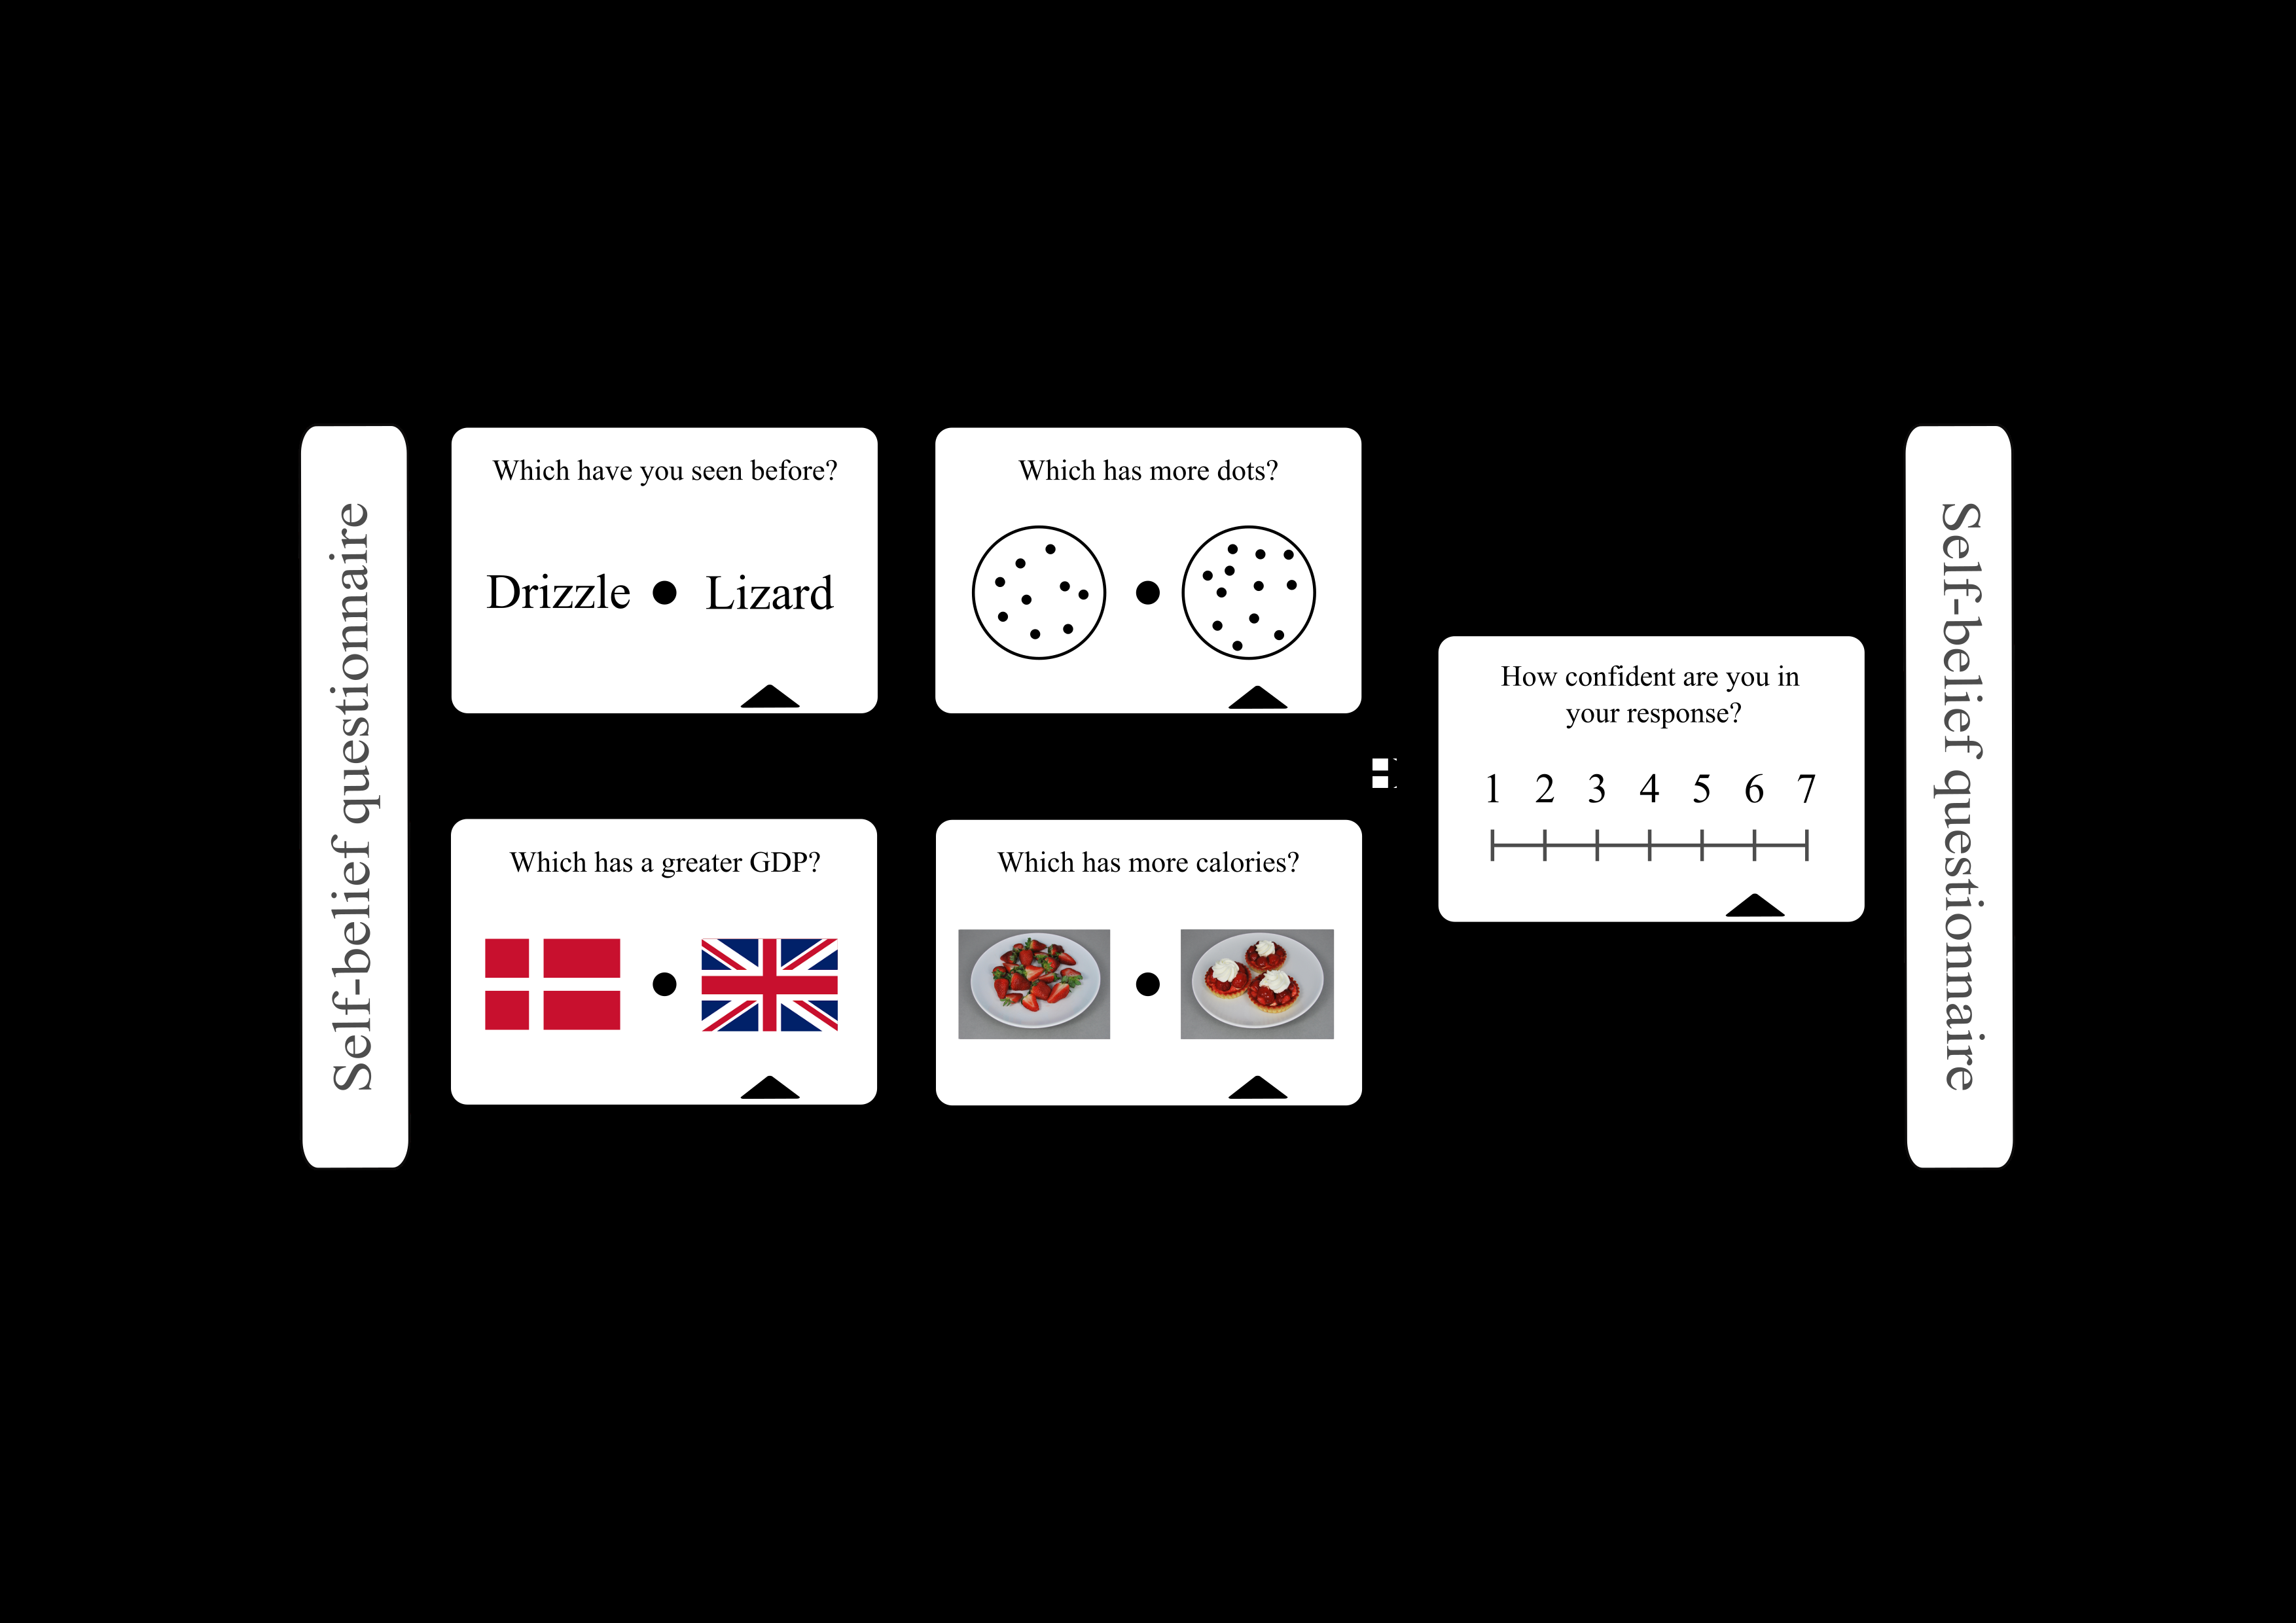 Self-belief questionnaire
Which have you seen before?
Drizzle Lizard
Which has more dots?
Which has a greater GDP?
Which has more calories?
How confident are you in
your response?
1 2 3 4 5 6 7
Self-belief questionnaire